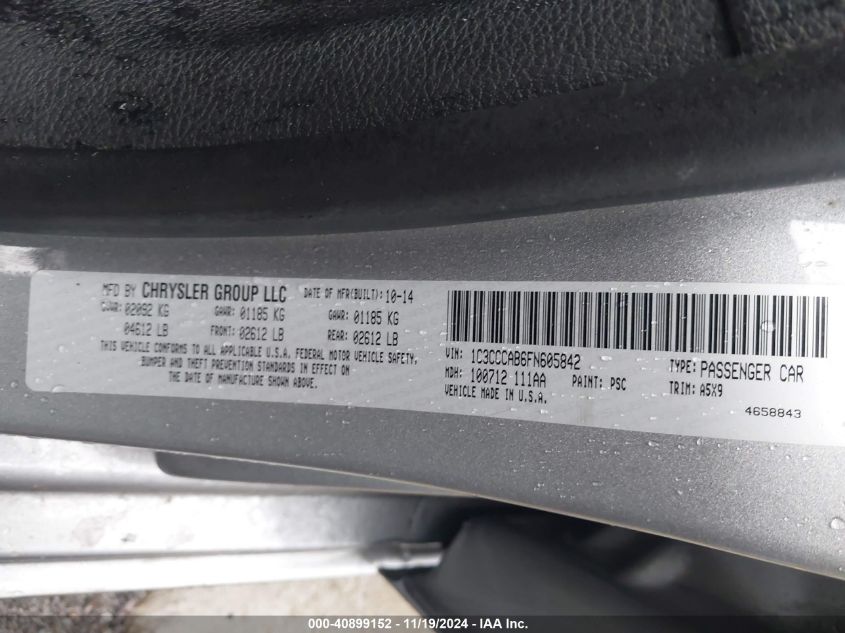 MFD BY CHRYSLER GROUP LLC DATE OF MFR(BUILT): 10-14
GVWR: 02092 KG GAWR: 01185 KG GAWR: 01185 KG
04612 LB FRONT: 02612 LB REAR: 02612 LB
THIS VEHICLE CONFORMS TO ALL APPLICABLE U.S.A. FEDERAL MOTOR VEHICLE SAFETY,
BUMPER AND THEFT PREVENTION STANDARDS IN EFFECT ON
THE DATE OF MANUFACTURE SHOWN ABOVE.
VIN: 1C3CCCAB6FN605842 TYPE: PASSENGER CAR
MDH: 100712 111AA PAINT: PSC TRIM: A5X9
VEHICLE MADE IN U.S.A.
4658843
000-40899152 - 11/19/2024 - IAA Inc.